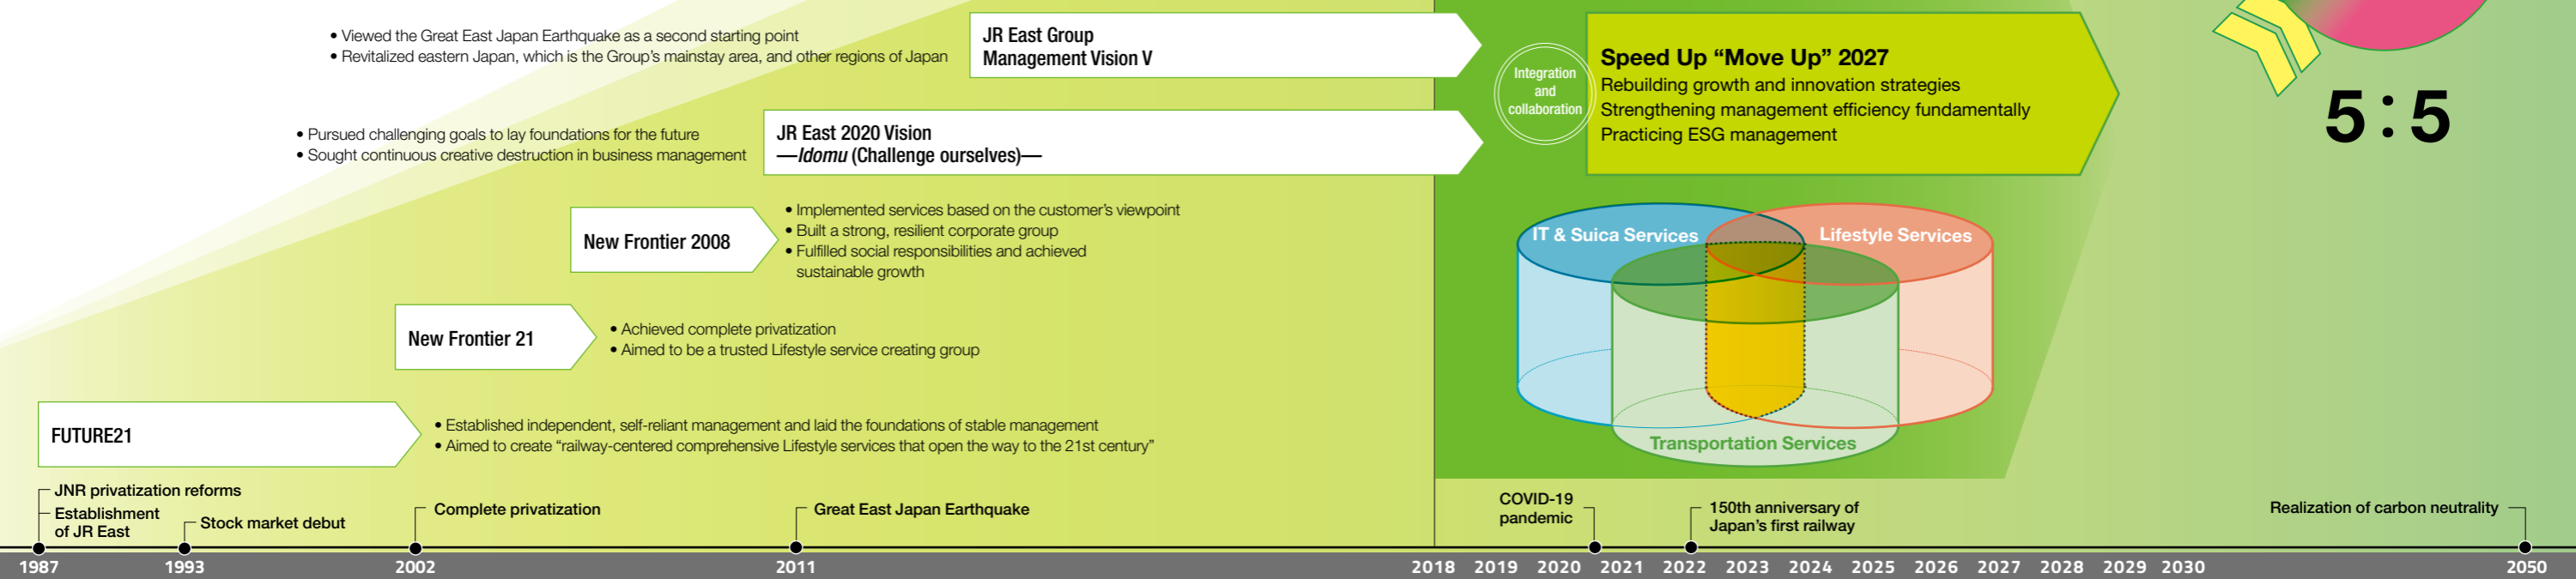 • Viewed the Great East Japan Earthquake as a second starting point
• Revitalized eastern Japan, which is the Group's mainstay area, and other regions of Japan
JR East Group
Management Vision V
Integration
and
collaboration
Speed Up “Move Up” 2027
Rebuilding growth and innovation strategies
Strengthening management efficiency fundamentally
Practicing ESG management
5:5
• Pursued challenging goals to lay foundations for the future
• Sought continuous creative destruction in business management
JR East 2020 Vision
—Idomu (Challenge ourselves)—
New Frontier 2008
• Implemented services based on the customer's viewpoint
• Built a strong, resilient corporate group
• Fulfilled social responsibilities and achieved
sustainable growth
IT & Suica Services
Lifestyle Services
Transportation Services
New Frontier 21
• Achieved complete privatization
• Aimed to be a trusted Lifestyle service creating group
FUTURE21
• Established independent, self-reliant management and laid the foundations of stable management
• Aimed to create “railway-centered comprehensive Lifestyle services that open the way to the 21st century”
JNR privatization reforms
Establishment
of JR East
Stock market debut
Complete privatization
Great East Japan Earthquake
COVID-19
pandemic
150th anniversary of
Japan's first railway
Realization of carbon neutrality
1987 1993 2002 2011 2018 2019 2020 2021 2022 2023 2024 2025 2026 2027 2028 2029 2030 2050